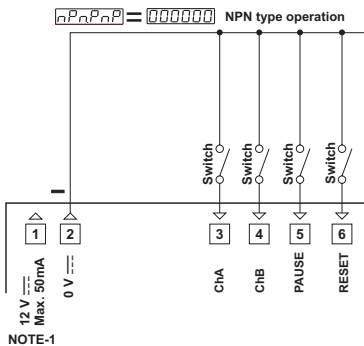 nPnPnP = 000000 NPN type operation
Switch Switch Switch Switch
1 2 3 4 5 6
12 V
Max. 50mA
0 V
ChA
ChB
PAUSE
RESET
NOTE-1